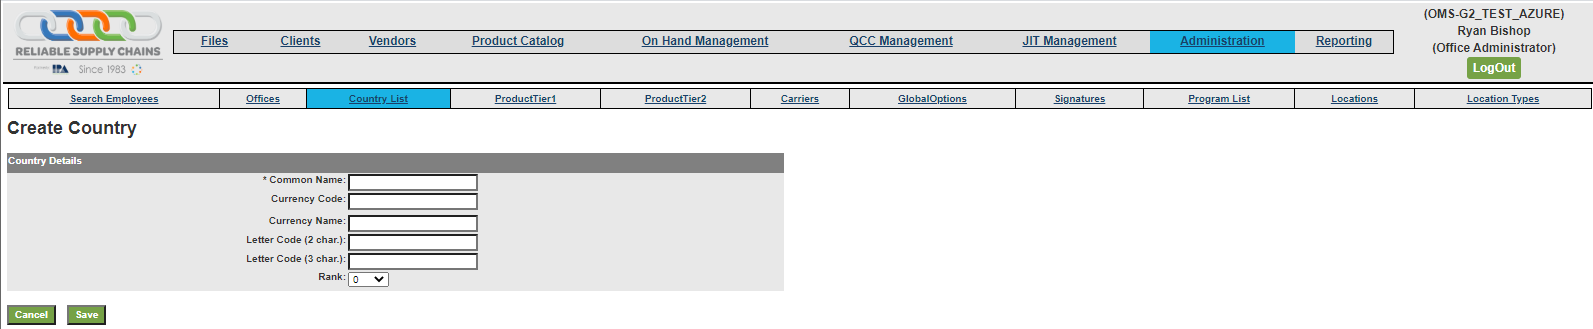 RELIABLE SUPPLY CHAINS
IPA Since 1983
Files Clients Vendors Product Catalog On Hand Management QCC Management JIT Management Administration Reporting
(OMS-G2_TEST_AZURE)
Ryan Bishop
(Office Administrator)
LogOut
Search Employees Offices Country List ProductTier1 ProductTier2 Carriers GlobalOptions Signatures Program List Locations Location Types
Create Country
Country Details
* Common Name:
Currency Code:
Currency Name:
Letter Code (2 char.):
Letter Code (3 char.):
Rank: 0
Cancel Save